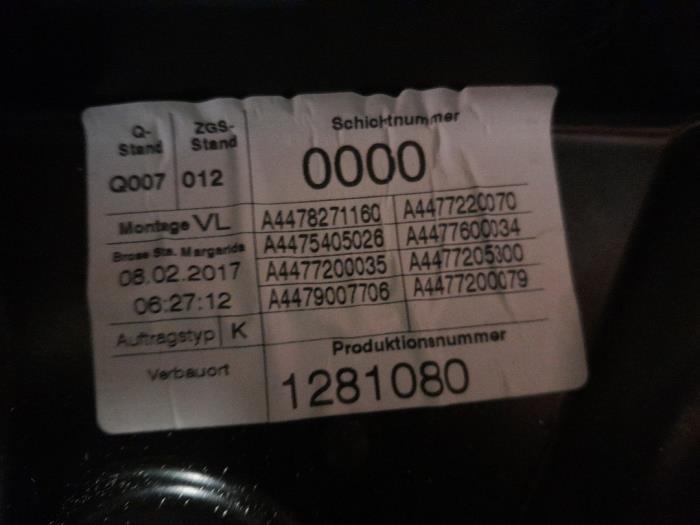 Q-Stand
ZGS-Stand
Schichtnummer
Q007
012
0000
Montage VL
A4478271160 A4477220070
Brose Sta. Margarida
A4475405026 A4477600034
08.02.2017
A4477200035 A4477205300
06:27:12
A4479007706 A4477200079
Auftragstyp K
Produktionsnummer
Verbauort
1281080